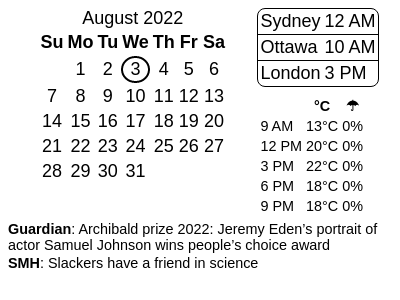 August 2022
Su Mo Tu We Th Fr Sa
1 2 3 4 5 6
7 8 9 10 11 12 13
14 15 16 17 18 19 20
21 22 23 24 25 26 27
28 29 30 31
Sydney 12 AM
Ottawa 10 AM
London 3 PM
°C ☂
9 AM 13°C 0%
12 PM 20°C 0%
3 PM 22°C 0%
6 PM 18°C 0%
9 PM 18°C 0%
Guardian: Archibald prize 2022: Jeremy Eden’s portrait of
actor Samuel Johnson wins people’s choice award
SMH: Slackers have a friend in science